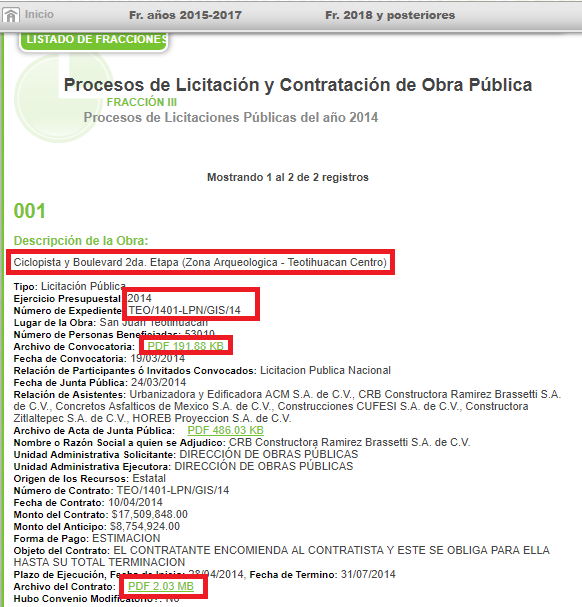 Inicio Fr. años 2015-2017 Fr. 2018 y posteriores
LISTADO DE FRACCIONES
Procesos de Licitación y Contratación de Obra Pública
FRACCIÓN III
Procesos de Licitaciones Públicas del año 2014
Mostrando 1 al 2 de 2 registros
001
Descripción de la Obra:
Ciclopista y Boulevard 2da. Etapa (Zona Arqueologica - Teotihuacan Centro)
Tipo: Licitación Pública
Ejercicio Presupuestal: 2014
Número de Expediente: TEO/1401-LPN/GIS/14
Lugar de la Obra: San Juan Teotihuacan
Número de Personas Beneficiadas: 53010
Archivo de Convocatoria: PDF 191.88 KB
Fecha de Convocatoria: 19/03/2014
Relación de Participantes ó Invitados Convocados: Licitacion Publica Nacional
Fecha de Junta Pública: 24/03/2014
Relación de Asistentes: Urbanizadora y Edificadora ACM S.A. de C.V., CRB Constructora Ramirez Brassetti S.A.
de C.V., Concretos Asfalticos de Mexico S.A. de C.V., Construcciones CUFESI S.A. de C.V., Constructora
Zitlaltepec S.A. de C.V., HOREB Proyeccion S.A. de C.V.
Archivo de Acta de Junta Pública: PDF 486.03 KB
Nombre o Razón Social a quien se Adjudico: CRB Constructora Ramirez Brassetti S.A. de C.V.
Unidad Administrativa Solicitante: DIRECCIÓN DE OBRAS PÚBLICAS
Unidad Administrativa Ejecutora: DIRECCIÓN DE OBRAS PÚBLICAS
Origen de los Recursos: Estatal
Número de Contrato: TEO/1401-LPN/GIS/14
Fecha de Contrato: 10/04/2014
Monto del Contrato: $17,509,848.00
Monto del Anticipo: $8,754,924.00
Forma de Pago: ESTIMACION
Objeto del Contrato: EL CONTRATANTE ENCOMIENDA AL CONTRATISTA Y ESTE SE OBLIGA PARA ELLA
HASTA SU TOTAL TERMINACION
Plazo de Ejecución, Fecha de Inicio: 28/04/2014, Fecha de Termino: 31/07/2014
Archivo del Contrato: PDF 2.03 MB
Hubo Convenio Modificatorio?: No